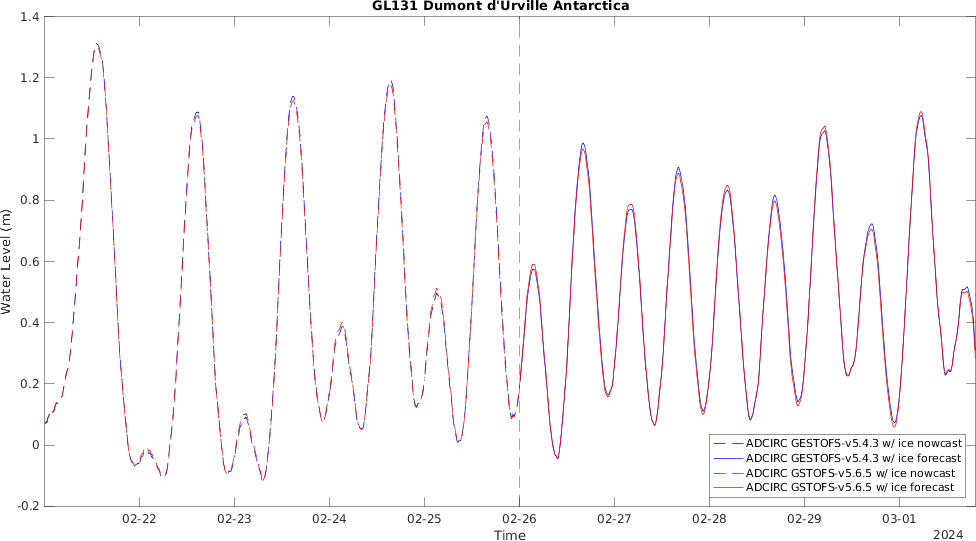 GL131 Dumont d'Urville Antarctica
1.4
1.2
1
0.8
0.6
0.4
0.2
0
-0.2
Water Level (m)
ADCIRC GESTOFS-v5.4.3 w/ ice nowcast
ADCIRC GESTOFS-v5.4.3 w/ ice forecast
ADCIRC GSTOFS-v5.6.5 w/ ice nowcast
ADCIRC GSTOFS-v5.6.5 w/ ice forecast
02-22 02-23 02-24 02-25 02-26 02-27 02-28 02-29 03-01
Time
2024